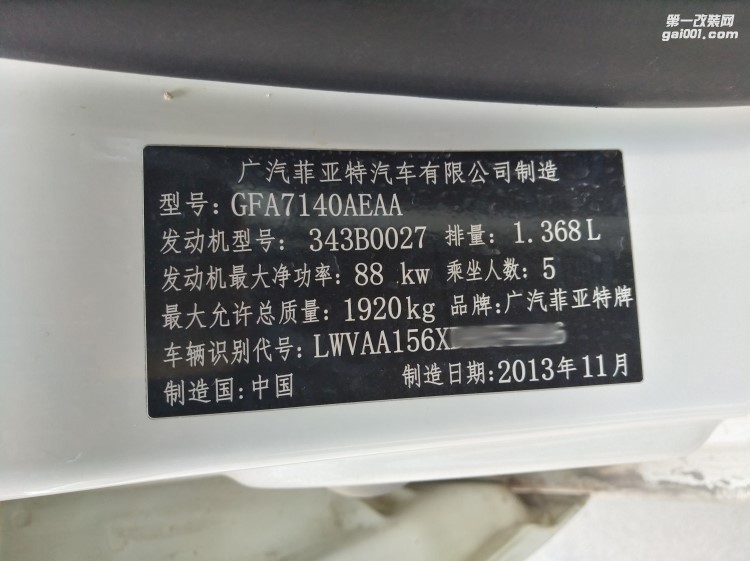 第一改装网
gai001.com
广汽菲亚特汽车有限公司制造
型号: GFA7140AEAA
发动机型号: 343B0027 排量: 1.368L
发动机最大净功率: 88 kw 乘坐人数: 5
最大允许总质量: 1920kg 品牌: 广汽菲亚特牌
车辆识别代号: LWVAA156X
制造国: 中国 制造日期: 2013年11月